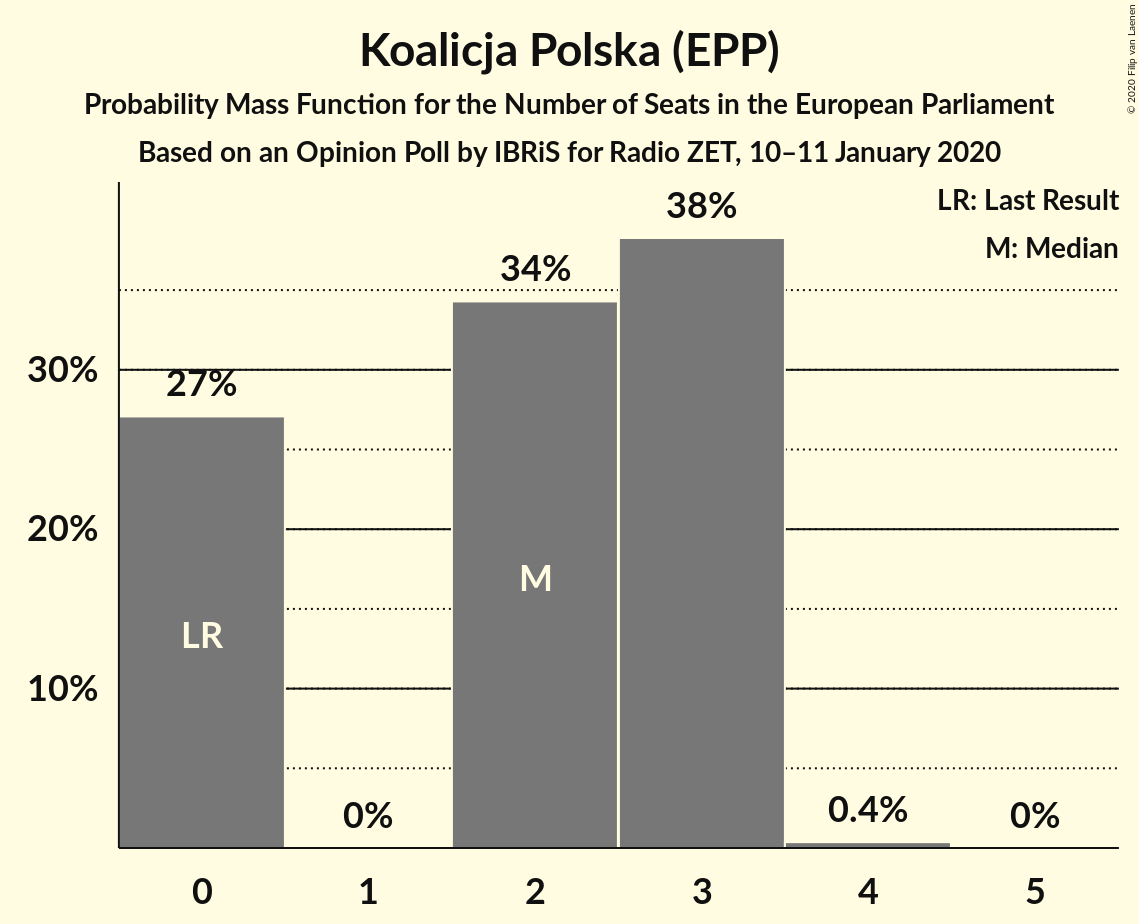 Koalicja Polska (EPP)
Probability Mass Function for the Number of Seats in the European Parliament
Based on an Opinion Poll by IBRiS for Radio ZET, 10–11 January 2020
© 2020 Filip van Laenen
LR: Last Result
M: Median
38%
34%
30%
27%
20%
M
LR
10%
0%
0.4%
0%
0 1 2 3 4 5